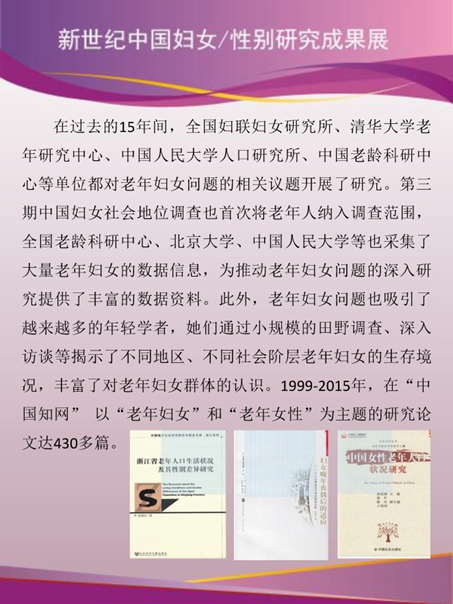 新世纪中国妇女/性别研究成果展
在过去的15年间，全国妇联妇女研究所、清华大学老
年研究中心、中国人民大学人口研究所、中国老龄科研中
心等单位都对老年妇女问题的相关议题开展了研究。第三
期中国妇女社会地位调查也首次将老年人纳入调查范围，
全国老龄科研中心、北京大学、中国人民大学等也采集了
大量老年妇女的数据信息，为推动老年妇女问题的深入研
究提供了丰富的数据资料。此外，老年妇女问题也吸引了
越来越多的年轻学者，她们通过小规模的田野调查、深入
访谈等揭示了不同地区、不同社会阶层老年妇女的生存境
况，丰富了对老年妇女群体的认识。1999-2015年，在“中
国知网” 以“老年妇女”和“老年女性”为主题的研究论
文达430多篇。
浙江省老年人口生活状况
及其性别差异研究
S
妇女晚年丧偶后的适应
中国女性老年人口
状况研究